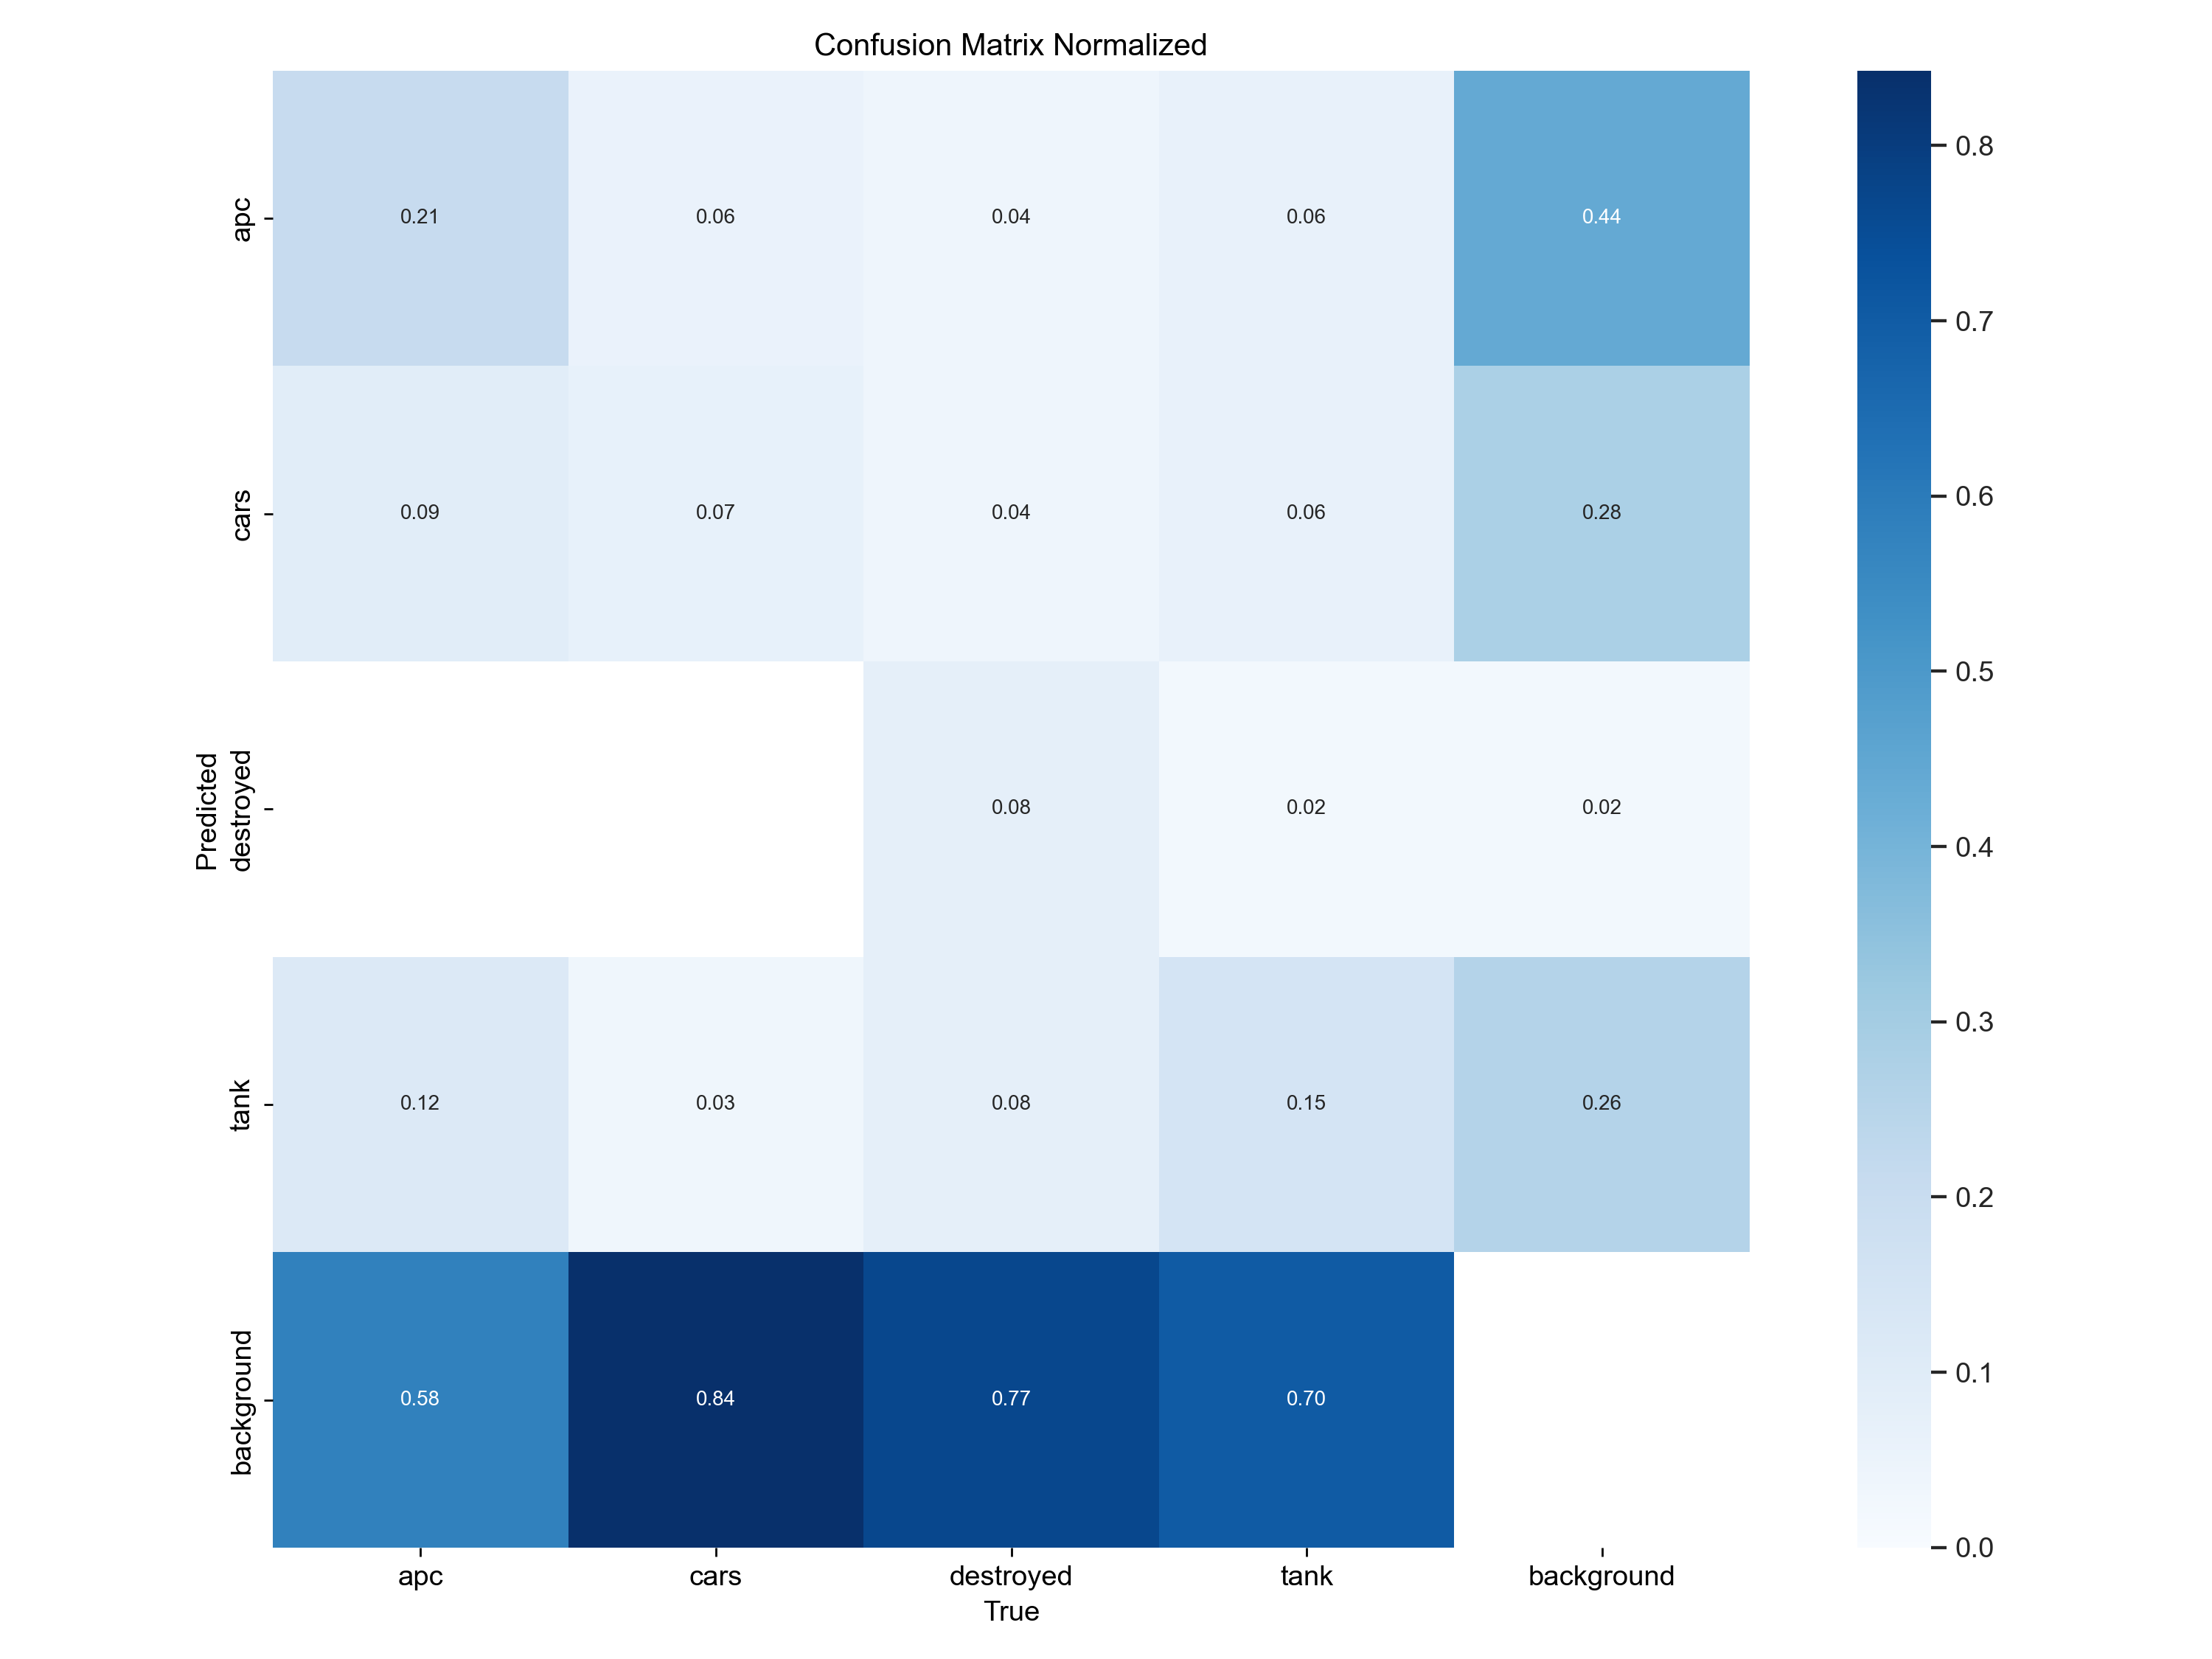 Confusion Matrix Normalized
apc 0.21 0.06 0.04 0.06 0.44
cars 0.09 0.07 0.04 0.06 0.28
Predicted
destroyed 0.08 0.02 0.02
tank 0.12 0.03 0.08 0.15 0.26
background 0.58 0.84 0.77 0.70
apc cars destroyed tank background
True
0.8
0.7
0.6
0.5
0.4
0.3
0.2
0.1
0.0